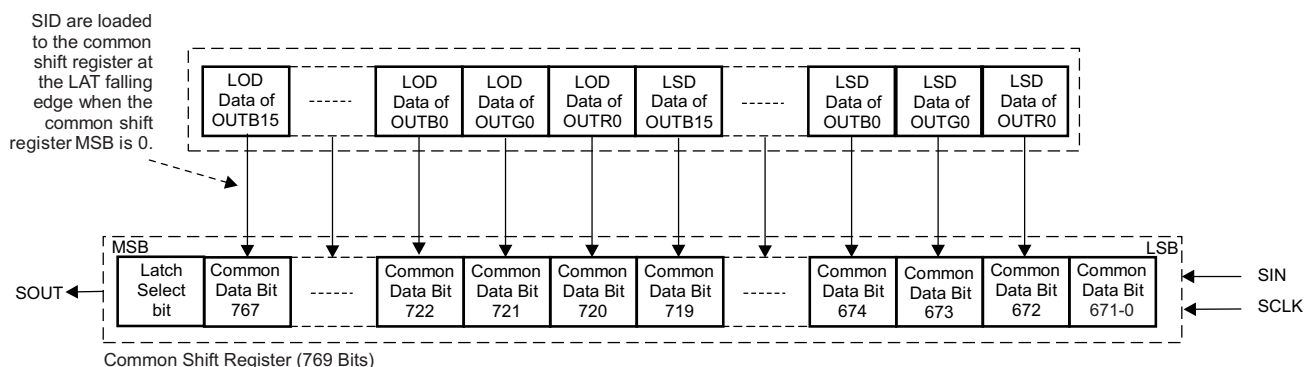 SID are loaded
to the common
shift register at
the LAT falling
edge when the
common shift
register MSB is 0.
LOD
Data of
OUTB15
LOD
Data of
OUTB0
LOD
Data of
OUTG0
LOD
Data of
OUTR0
LSD
Data of
OUTB15
LSD
Data of
OUTB0
LSD
Data of
OUTG0
LSD
Data of
OUTR0
MSB
LSB
SOUT
Latch
Select
bit
Common
Data Bit
767
Common
Data Bit
722
Common
Data Bit
721
Common
Data Bit
720
Common
Data Bit
719
Common
Data Bit
674
Common
Data Bit
673
Common
Data Bit
672
Common
Data Bit
671-0
SIN
SCLK
Common Shift Register (769 Bits)